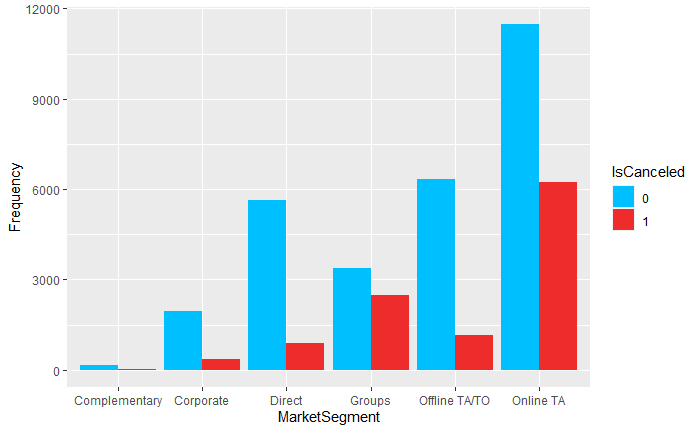 12000
9000
6000
3000
0
Frequency
Complementary Corporate Direct Groups Offline TA/TO Online TA
MarketSegment
IsCanceled
0
1